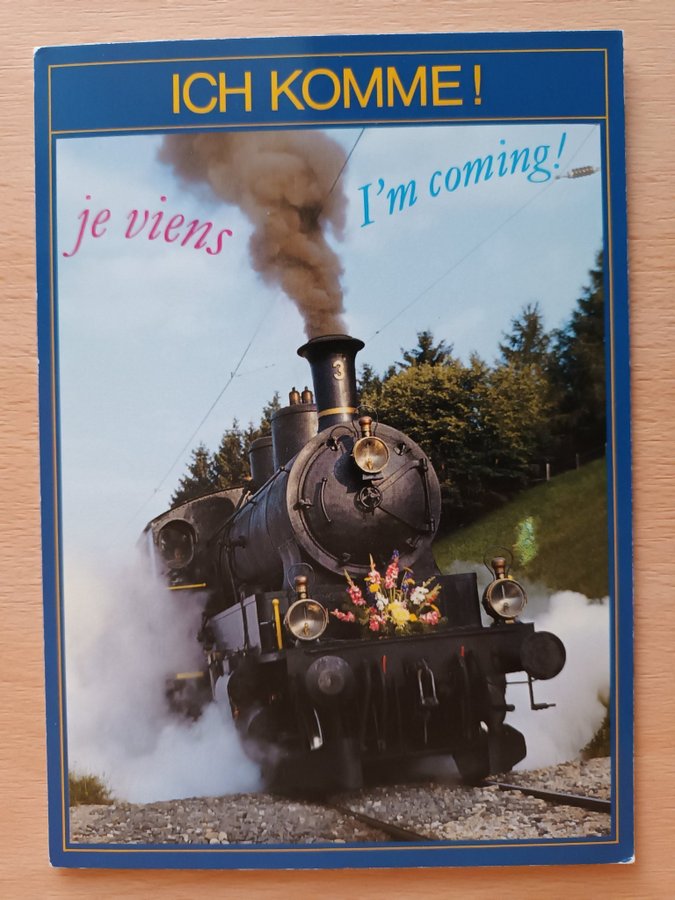 ICH KOMME!
je viens
I'm coming!
3